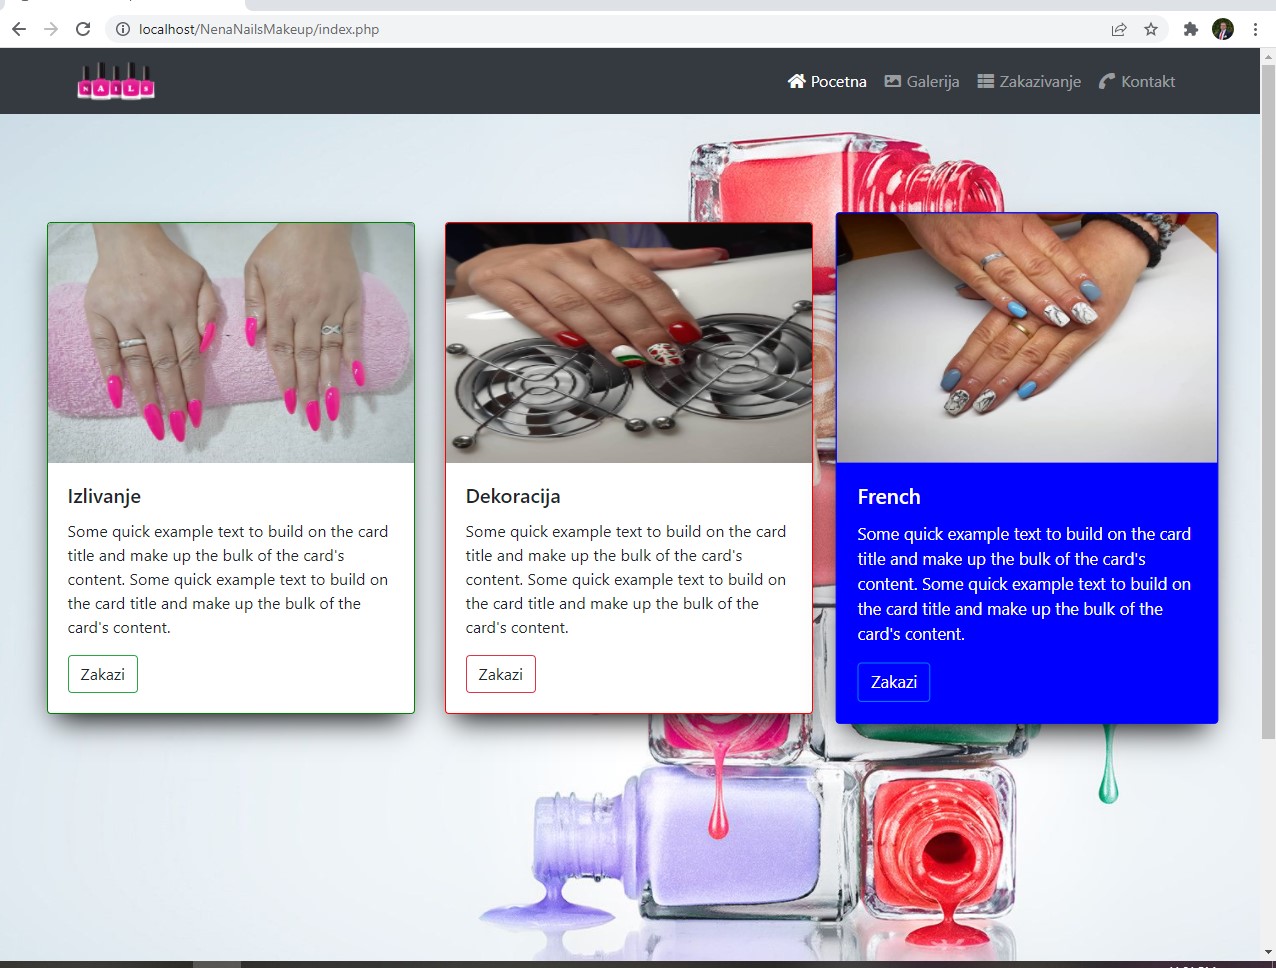 localhost/NenaNailsMakeup/index.php
NAILS
Pocetna
Galerija
Zakazivanje
Kontakt
Izlivanje
Some quick example text to build on the card
title and make up the bulk of the card's
content. Some quick example text to build on
the card title and make up the bulk of the
card's content.
Zakazi
Dekoracija
Some quick example text to build on the card
title and make up the bulk of the card's
content. Some quick example text to build on
the card title and make up the bulk of the
card's content.
Zakazi
French
Some quick example text to build on the card
title and make up the bulk of the card's
content. Some quick example text to build on
the card title and make up the bulk of the
card's content.
Zakazi